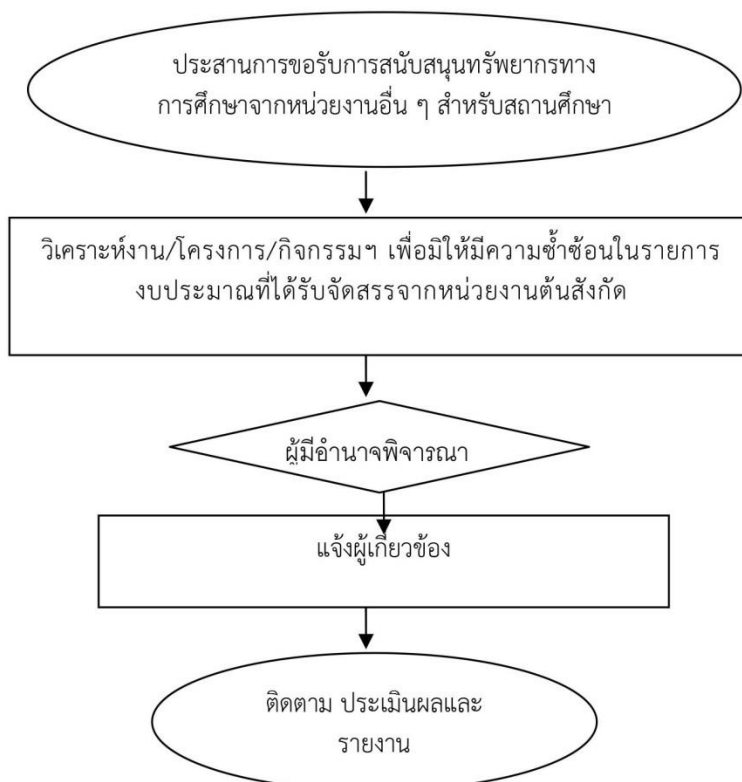 ประสานการขอรับการสนับสนุนทรัพยากรทาง
การศึกษาจากหน่วยงานอื่น ๆ สำหรับสถานศึกษา
วิเคราะห์งาน/โครงการ/กิจกรรมฯ เพื่อมิให้มีความซ้ำซ้อนในรายการ
งบประมาณที่ได้รับจัดสรรจากหน่วยงานต้นสังกัด
ผู้มีอำนาจพิจารณา
แจ้งผู้เกี่ยวข้อง
ติดตาม ประเมินผลและ
รายงาน